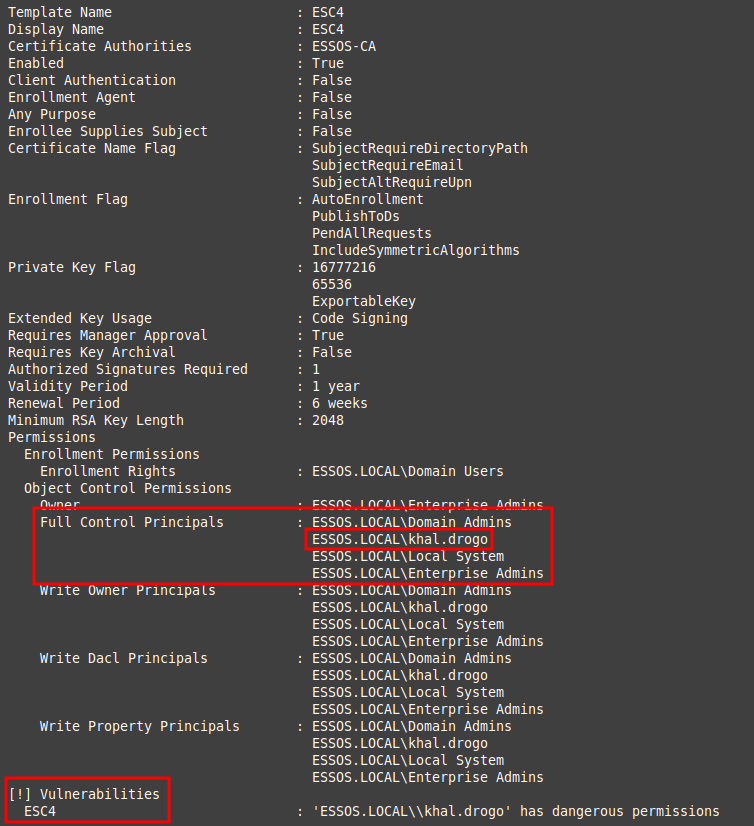 Template Name : ESC4
Display Name : ESC4
Certificate Authorities : ESSOS-CA
Enabled : True
Client Authentication : False
Enrollment Agent : False
Any Purpose : False
Enrollee Supplies Subject : False
Certificate Name Flag : SubjectRequireDirectoryPath
SubjectRequireEmail
SubjectAltRequireUpn
Enrollment Flag : AutoEnrollment
PublishToDs
PendAllRequests
IncludeSymmetricAlgorithms
Private Key Flag : 16777216
65536
ExportableKey
Extended Key Usage : Code Signing
Requires Manager Approval : True
Requires Key Archival : False
Authorized Signatures Required : 1
Validity Period : 1 year
Renewal Period : 6 weeks
Minimum RSA Key Length : 2048
Permissions
Enrollment Permissions
Enrollment Rights : ESSOS.LOCAL\Domain Users
Object Control Permissions
Owner : ESSOS.LOCAL\Enterprise Admins
Full Control Principals : ESSOS.LOCAL\Domain Admins
ESSOS.LOCAL\khal.drogo
ESSOS.LOCAL\Local System
ESSOS.LOCAL\Enterprise Admins
Write Owner Principals : ESSOS.LOCAL\Domain Admins
ESSOS.LOCAL\khal.drogo
ESSOS.LOCAL\Local System
ESSOS.LOCAL\Enterprise Admins
Write Dacl Principals : ESSOS.LOCAL\Domain Admins
ESSOS.LOCAL\khal.drogo
ESSOS.LOCAL\Local System
ESSOS.LOCAL\Enterprise Admins
Write Property Principals : ESSOS.LOCAL\Domain Admins
ESSOS.LOCAL\khal.drogo
ESSOS.LOCAL\Local System
ESSOS.LOCAL\Enterprise Admins
[!] Vulnerabilities
ESC4 : 'ESSOS.LOCAL\\khal.drogo' has dangerous permissions